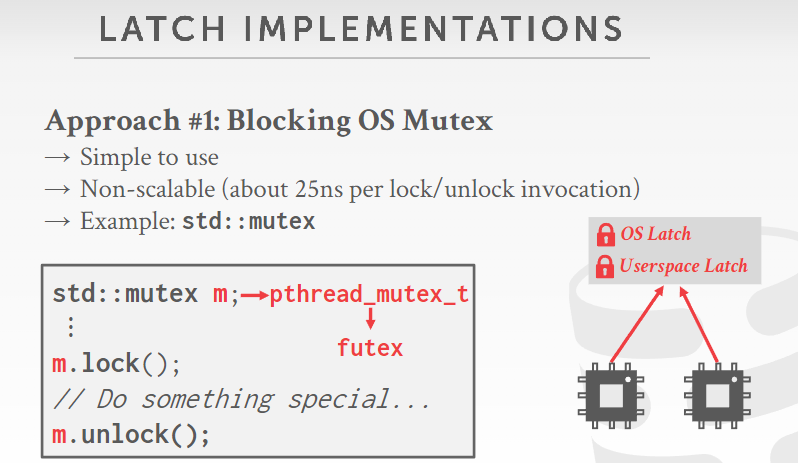 LATCH IMPLEMENTATIONS
Approach #1: Blocking OS Mutex
→ Simple to use
→ Non-scalable (about 25ns per lock/unlock invocation)
→ Example: std::mutex
OS Latch
Userspace Latch
std::mutex m;→pthread_mutex_t
⋮
futex
m.lock();
// Do something special...
m.unlock();